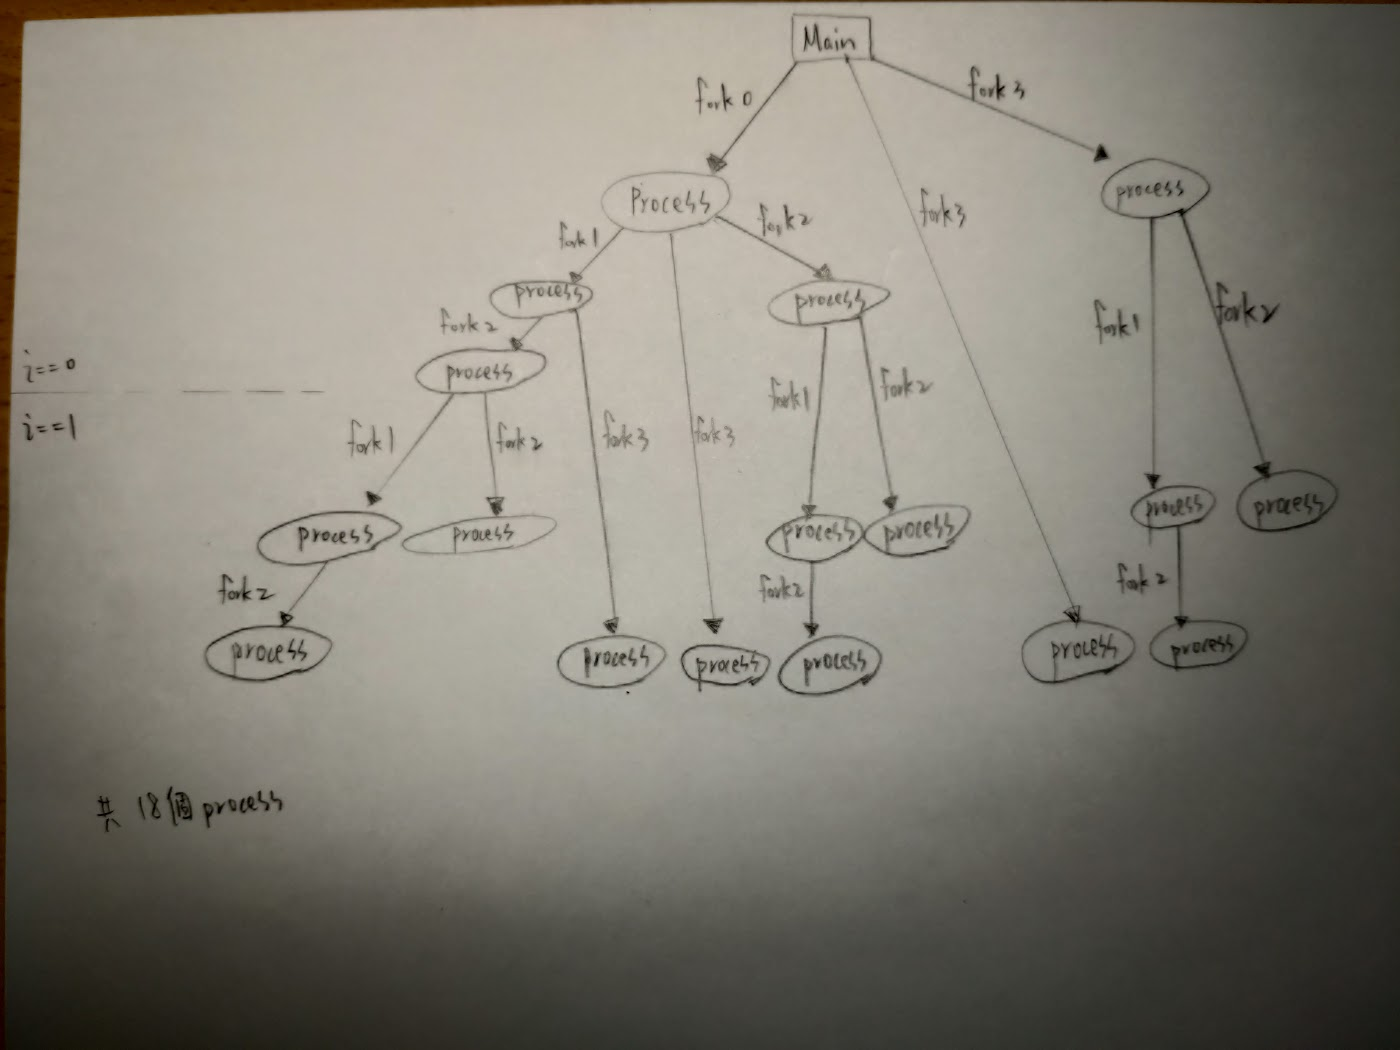 Main
fork 0
fork 3
process
Process
fork 3
fork 1
fork 2
process
process
fork 2
fork 1
fork 2
i==0
process
fork 1
fork 2
i==1
fork 1
fork 2
fork 3
fork 3
process
process
process
process
process
process
process
fork 2
fork 2
fork 2
process
process
process
process
process
process
共 18個 process